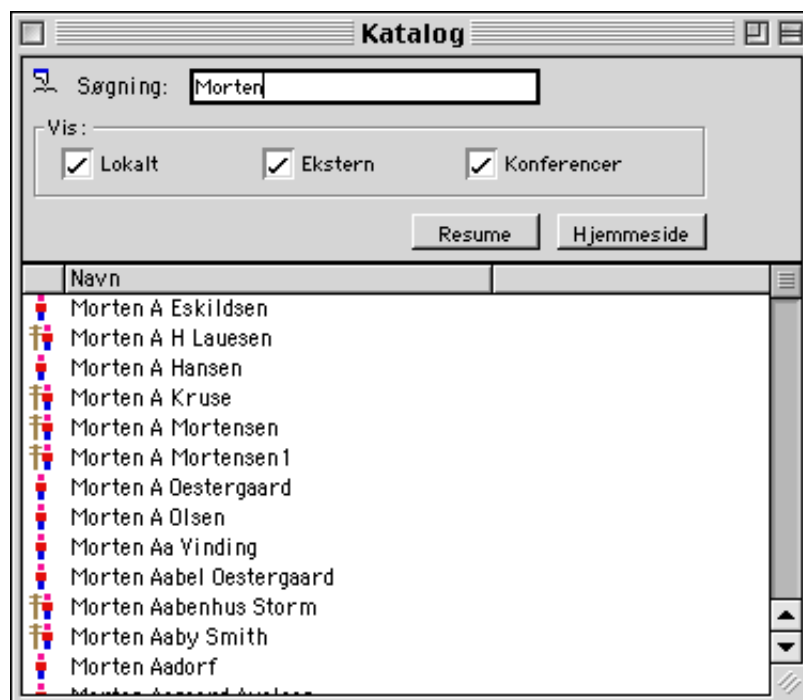 Katalog
Søgning: Morten
Vis:
Lokalt Ekstern Konferencer
Resume Hjemmeside
Navn
Morten A Eskildsen
Morten A H Lauesen
Morten A Hansen
Morten A Kruse
Morten A Mortensen
Morten A Mortensen1
Morten A Oestergaard
Morten A Olsen
Morten Aa Vinding
Morten Aabel Oestergaard
Morten Aabenhus Storm
Morten Aaby Smith
Morten Aadorf
Morten